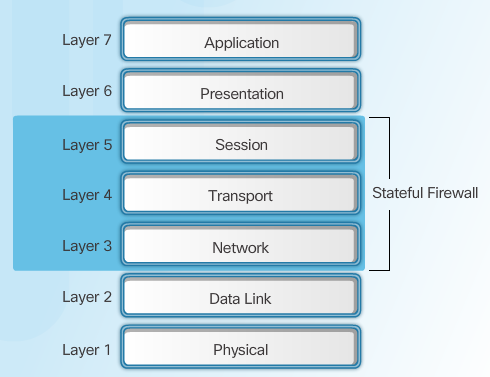 Layer 7 Application
Layer 6 Presentation
Layer 5 Session
Layer 4 Transport Stateful Firewall
Layer 3 Network
Layer 2 Data Link
Layer 1 Physical